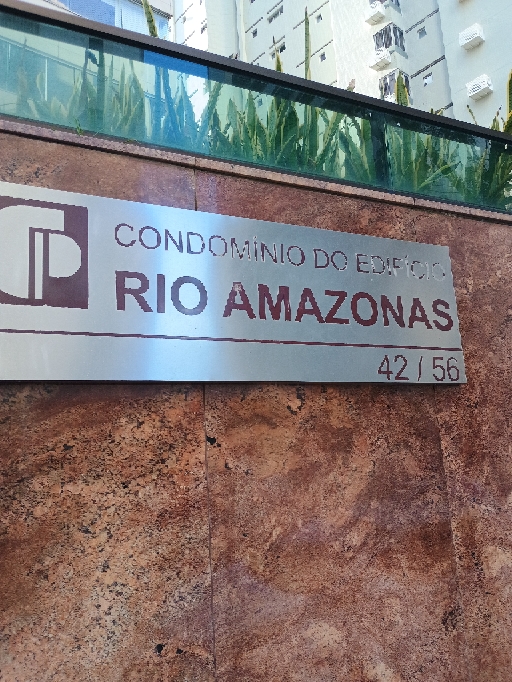 CONDOMÍNIO DO EDIFÍCIO
RIO AMAZONAS
42 / 56